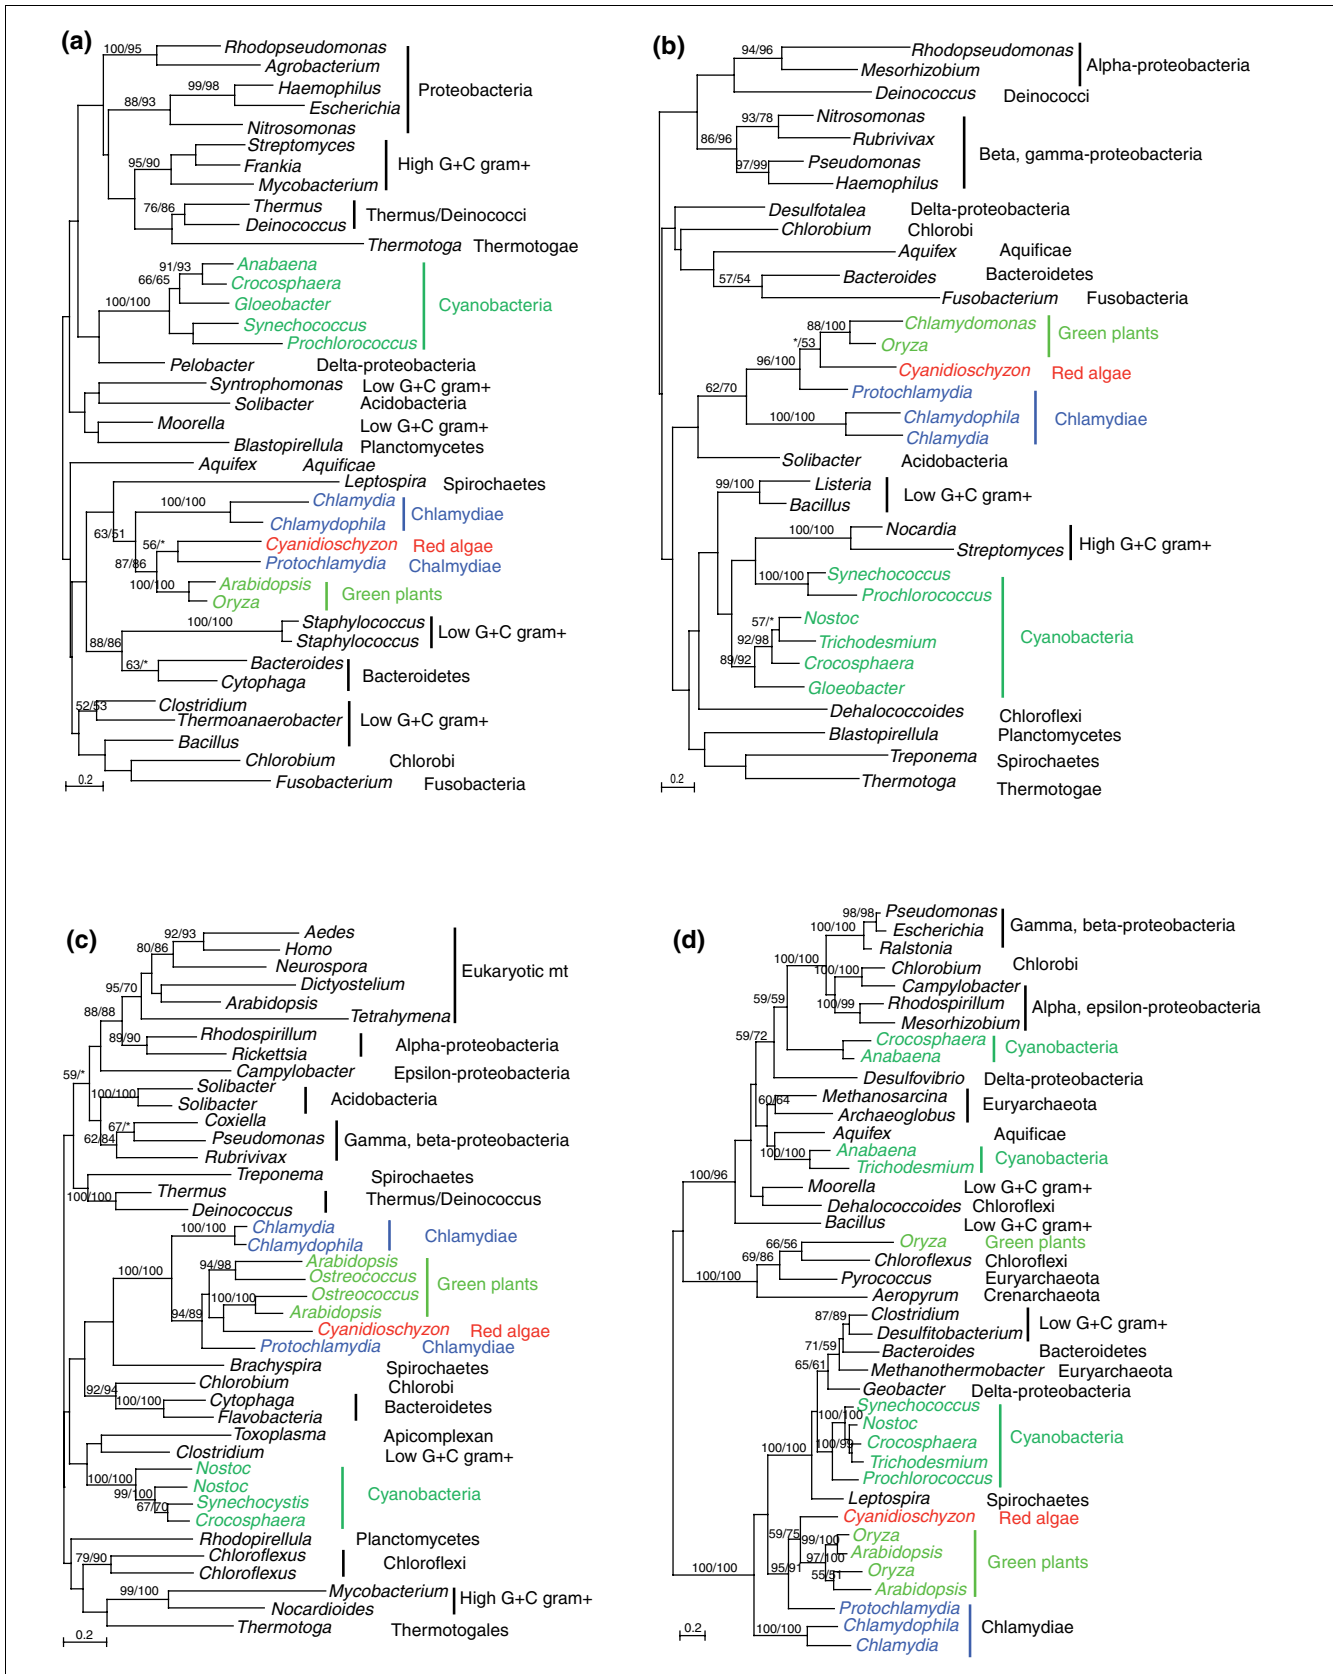 (a)
100/95
Rhodopseudomonas
Agrobacterium
99/98
Haemophilus
Proteobacteria
88/93
Escherichia
Nitrosomonas
Streptomyces
95/90
Frankia
High G+C gram+
Mycobacterium
76/86
Thermus
Thermus/Deinococci
Deinococcus
Thermotoga Thermotogae
91/93
Anabaena
66/65
Crocosphaera
100/100
Gloeobacter
Cyanobacteria
Synechococcus
Prochlorococcus
Pelobacter Delta-proteobacteria
Syntrophomonas Low G+C gram+
Solibacter Acidobacteria
Moorella Low G+C gram+
Blastopirellula Planctomycetes
Aquifex Aquificae
Leptospira Spirochaetes
100/100
Chlamydia
Chlamydiae
Chlamydophila
63/51
56/*
Cyanidioschyzon Red algae
87/86
Protochlamydia Chalmydiae
100/100
Arabidopsis
Green plants
Oryza
100/100
Staphylococcus
Low G+C gram+
Staphylococcus
88/86
63/*
Bacteroides
Bacteroidetes
Cytophaga
52/53
Clostridium
Thermoanaerobacter Low G+C gram+
Bacillus
Chlorobium Chlorobi
Fusobacterium Fusobacteria
0.2
(b)
94/96
Rhodopseudomonas
Alpha-proteobacteria
Mesorhizobium
Deinococcus Deinococci
93/78
Nitrosomonas
86/96
Rubrivivax
Beta, gamma-proteobacteria
97/99
Pseudomonas
Haemophilus
Desulfotalea Delta-proteobacteria
Chlorobium Chlorobi
Aquifex Aquificae
57/54
Bacteroides Bacteroidetes
Fusobacterium Fusobacteria
88/100
Chlamydomonas
Green plants
*/53
Oryza
96/100
Cyanidioschyzon Red algae
62/70
Protochlamydia
100/100
Chlamydophila
Chlamydiae
Chlamydia
Solibacter Acidobacteria
99/100
Listeria
Low G+C gram+
Bacillus
100/100
Nocardia
High G+C gram+
Streptomyces
100/100
Synechococcus
Prochlorococcus
57/*
Nostoc
92/98
Trichodesmium
Cyanobacteria
89/92
Crocosphaera
Gloeobacter
Dehalococcoides Chloroflexi
Blastopirellula Planctomycetes
Treponema Spirochaetes
Thermotoga Thermotogae
0.2
(c)
92/93
Aedes
80/86
Homo
Neurospora
Eukaryotic mt
95/70
Dictyostelium
Arabidopsis
88/88
Tetrahymena
89/90
Rhodospirillum
Alpha-proteobacteria
Rickettsia
Campylobacter Epsilon-proteobacteria
59/*
100/100
Solibacter
Acidobacteria
Solibacter
67/*
Coxiella
62/84
Pseudomonas
Gamma, beta-proteobacteria
Rubrivivax
Treponema Spirochaetes
100/100
Thermus
Thermus/Deinococcus
Deinococcus
100/100
Chlamydia
Chlamydiae
Chlamydophila
100/100
94/98
Arabidopsis
Ostreococcus
Green plants
100/100
Ostreococcus
94/89
Arabidopsis
Cyanidioschyzon Red algae
Protochlamydia Chlamydiae
Brachyspira Spirochaetes
92/94
Chlorobium Chlorobi
100/100
Cytophaga
Bacteroidetes
Flavobacteria
Toxoplasma Apicomplexan
Clostridium Low G+C gram+
100/100
Nostoc
99/100
Nostoc
Cyanobacteria
67/70
Synechocystis
Crocosphaera
Rhodopirellula Planctomycetes
79/90
Chloroflexus
Chloroflexi
Chloroflexus
99/100
Mycobacterium
High G+C gram+
Nocardioides
Thermotoga Thermotogales
0.2
(d)
98/98
Pseudomonas
Gamma, beta-proteobacteria
100/100
Escherichia
Ralstonia
100/100
100/100
Chlorobium Chlorobi
Campylobacter
100/99
Rhodospirillum
Alpha, epsilon-proteobacteria
Mesorhizobium
59/59
Crocosphaera
Cyanobacteria
59/72
Anabaena
Desulfovibrio Delta-proteobacteria
60/64
Methanosarcina
Euryarchaeota
Archaeoglobus
Aquifex Aquificae
100/100
Anabaena
Cyanobacteria
Trichodesmium
100/96
Moorella Low G+C gram+
Dehalococcoides Chloroflexi
Bacillus Low G+C gram+
66/56
Oryza Green plants
69/86
Chloroflexus Chloroflexi
100/100
Pyrococcus Euryarchaeota
Aeropyrum Crenarchaeota
87/89
Clostridium
Low G+C gram+
Desulfitobacterium
71/59
Bacteroides Bacteroidetes
65/61
Methanothermobacter Euryarchaeota
Geobacter Delta-proteobacteria
100/100
Synechococcus
Nostoc
100/99
Crocosphaera
Cyanobacteria
100/100
Trichodesmium
Prochlorococcus
Leptospira Spirochaetes
Cyanidioschyzon Red algae
59/75
99/100
Oryza
Arabidopsis
Green plants
97/100
95/91
55/51
Oryza
Arabidopsis
100/100
Protochlamydia
100/100
Chlamydophila
Chlamydiae
Chlamydia
0.2